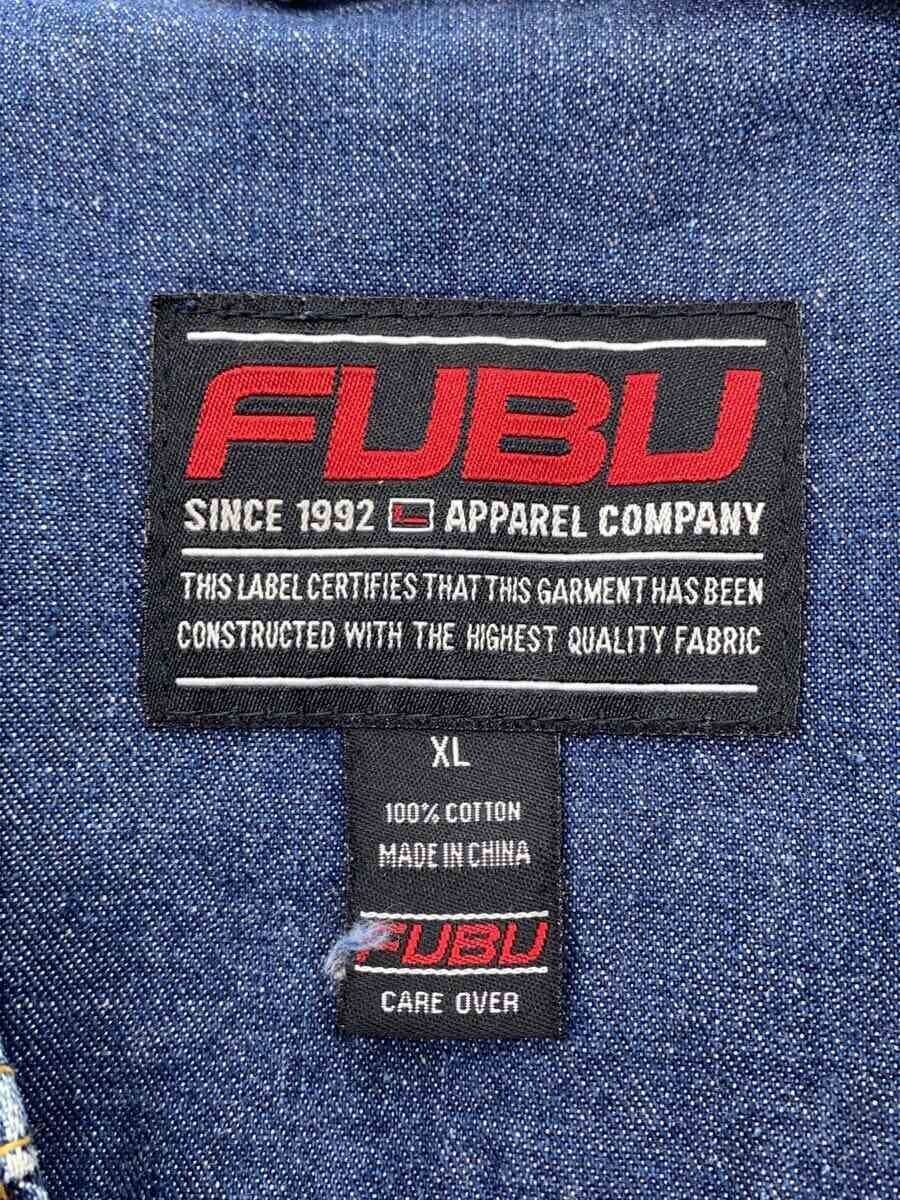 FUBU
SINCE 1992 APPAREL COMPANY
THIS LABEL CERTIFIES THAT THIS GARMENT HAS BEEN
CONSTRUCTED WITH THE HIGHEST QUALITY FABRIC
XL
100% COTTON
MADE IN CHINA
FUBU
CARE OVER